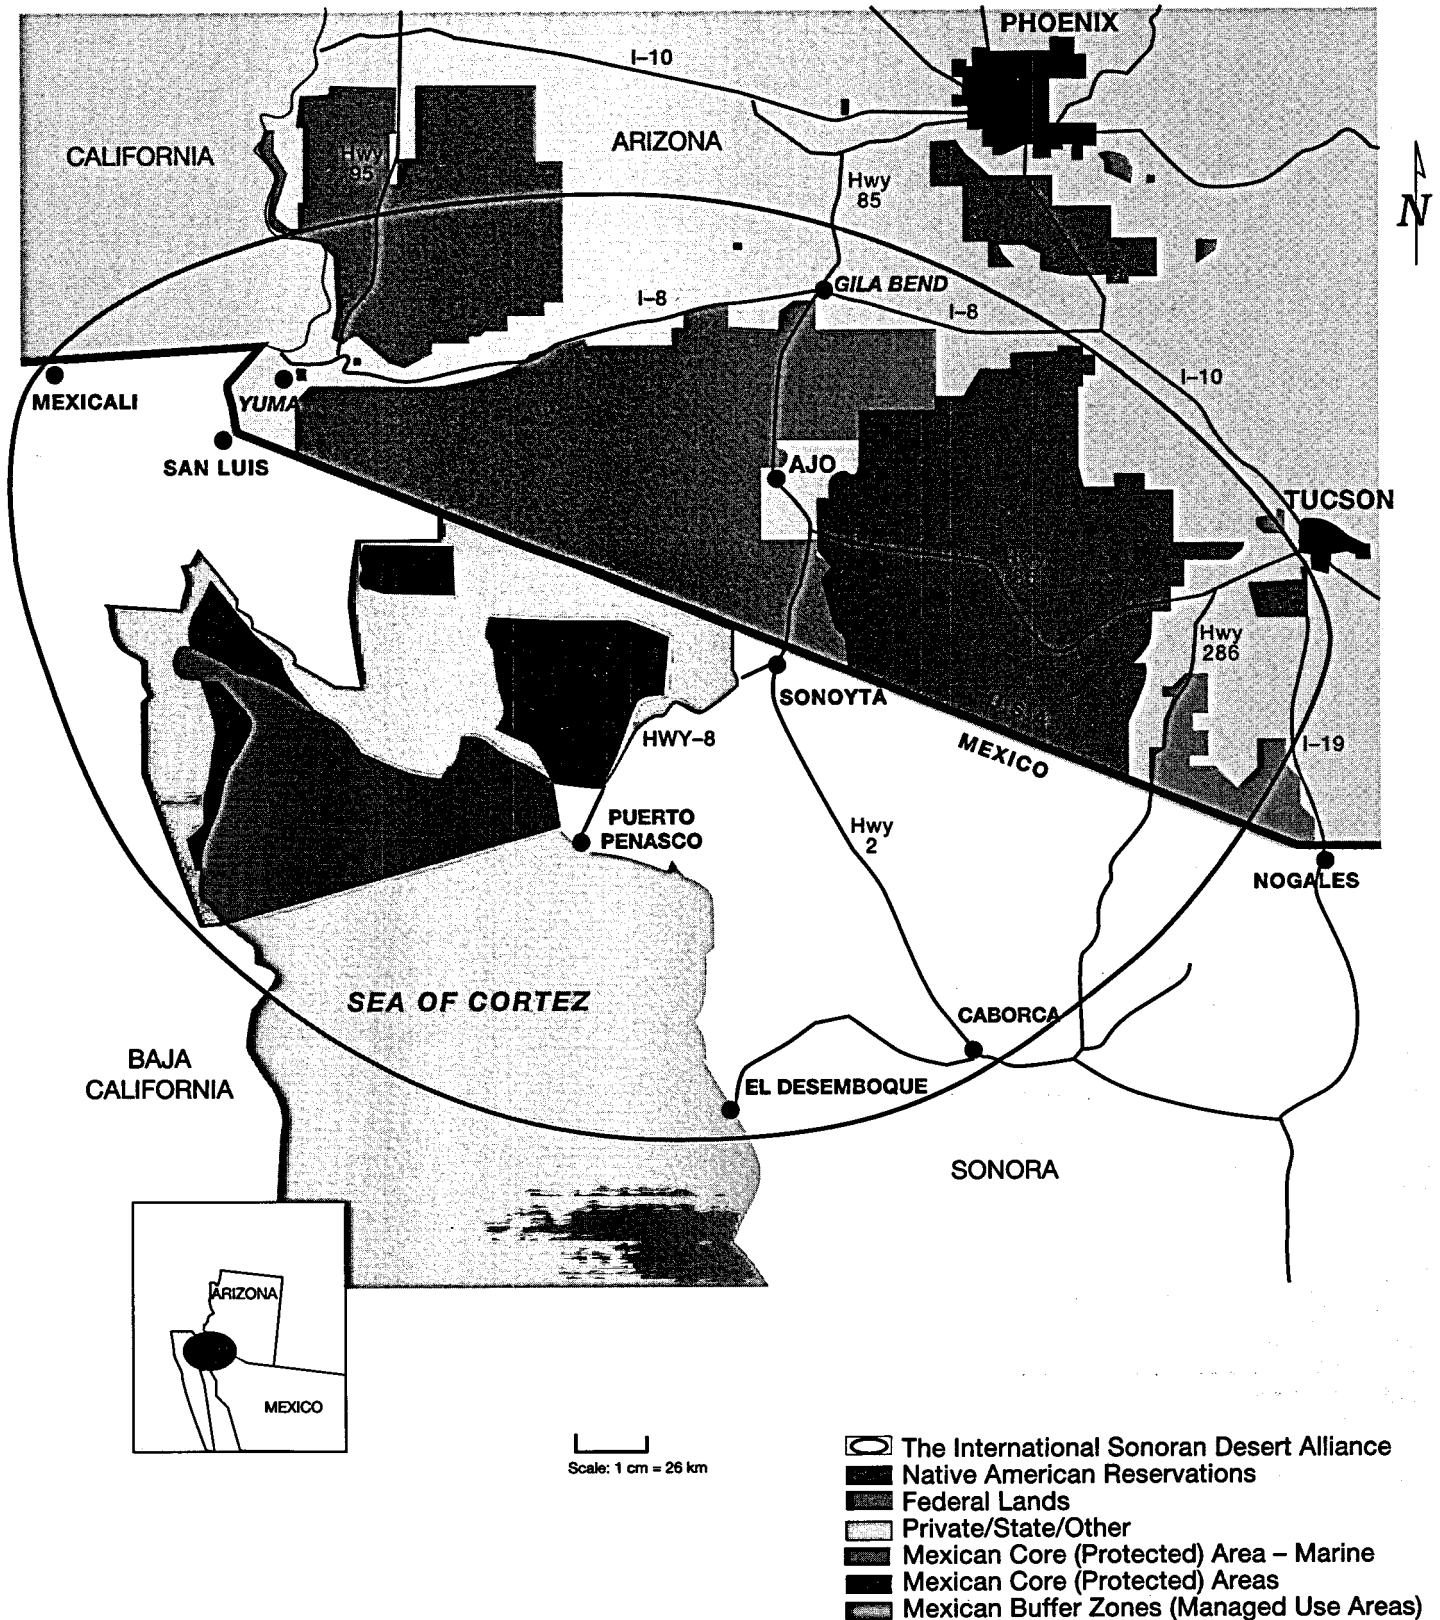 PHOENIX
I-10
CALIFORNIA
ARIZONA
Hwy
95
Hwy
85
N
GILA BEND
I-8
I-8
I-10
MEXICALI
YUMA
SAN LUIS
AJO
TUCSON
Hwy
286
SONOYTA
U.S.A.
MEXICO
HWY-8
I-19
PUERTO
PENASCO
Hwy
2
NOGALES
SEA OF CORTEZ
CABORCA
BAJA
CALIFORNIA
EL DESEMBOQUE
SONORA
ARIZONA
MEXICO
Scale: 1 cm = 26 km
The International Sonoran Desert Alliance
Native American Reservations
Federal Lands
Private/State/Other
Mexican Core (Protected) Area – Marine
Mexican Core (Protected) Areas
Mexican Buffer Zones (Managed Use Areas)